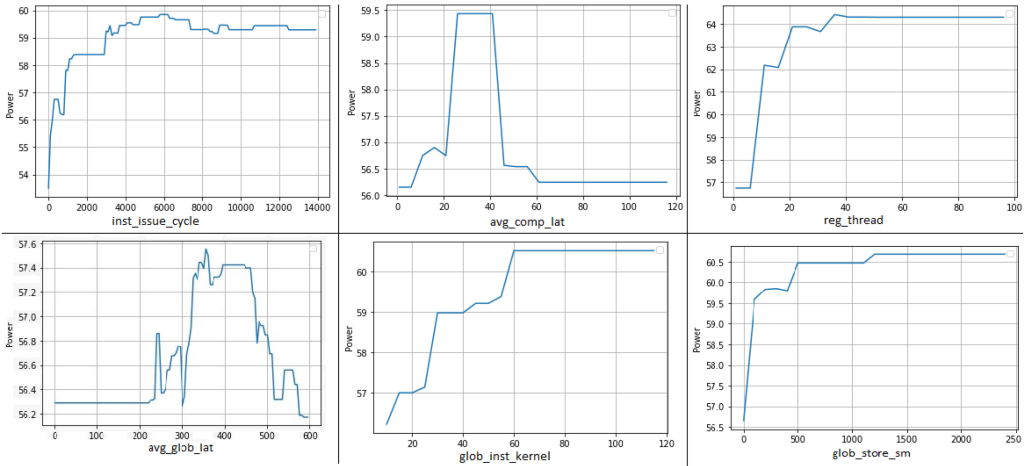 60
59
58
57
56
55
54
Power
0 2000 4000 6000 8000 10000 12000 14000
inst_issue_cycle
59.5
59.0
58.5
58.0
57.5
57.0
56.5
56.0
Power
0 20 40 60 80 100 120
avg_comp_lat
64
63
62
61
60
59
58
57
Power
0 20 40 60 80 100
reg_thread
57.6
57.4
57.2
57.0
56.8
56.6
56.4
56.2
Power
0 100 200 300 400 500 600
avg_glob_lat
60
59
58
57
Power
0 20 40 60 80 100 120
glob_inst_kernel
60.5
60.0
59.5
59.0
58.5
58.0
57.5
57.0
56.5
Power
0 500 1000 1500 2000 2500
glob_store_sm